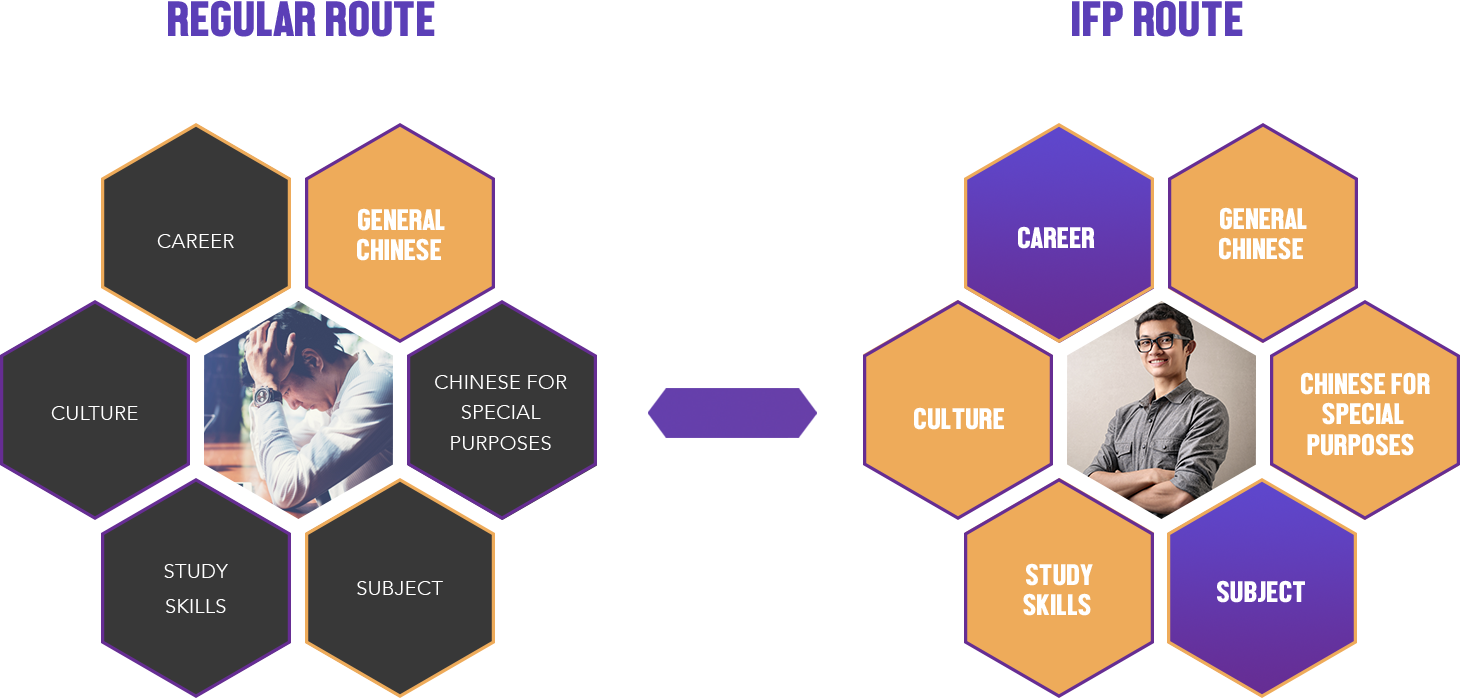 REGULAR ROUTE
IFP ROUTE
CAREER
GENERAL
CHINESE
CULTURE
CHINESE FOR
SPECIAL
PURPOSES
STUDY
SKILLS
SUBJECT
CAREER
GENERAL
CHINESE
CULTURE
CHINESE FOR
SPECIAL
PURPOSES
STUDY
SKILLS
SUBJECT